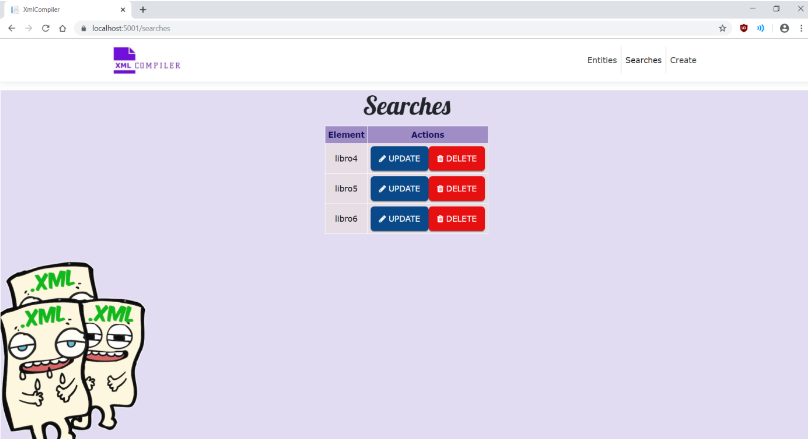 XmlCompiler
localhost:5001/searches
XML COMPILER
Entities Searches Create
Searches
Element Actions
libro4 UPDATE DELETE
libro5 UPDATE DELETE
libro6 UPDATE DELETE
.XML
.XML
.XML